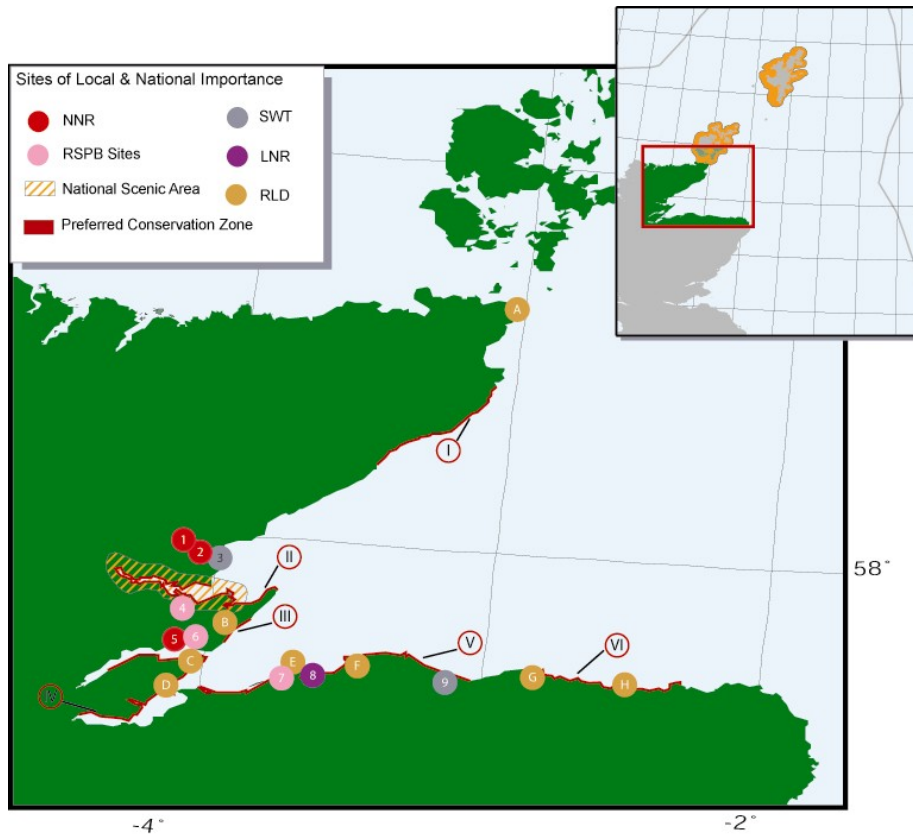 Sites of Local & National Importance
NNR
SWT
RSPB Sites
LNR
National Scenic Area
RLD
Preferred Conservation Zone
A
I
1
2
3
II
58°
4
B
III
5
6
C
V
VI
E
F
7
8
9
G
H
D
IV
-4°
-2°